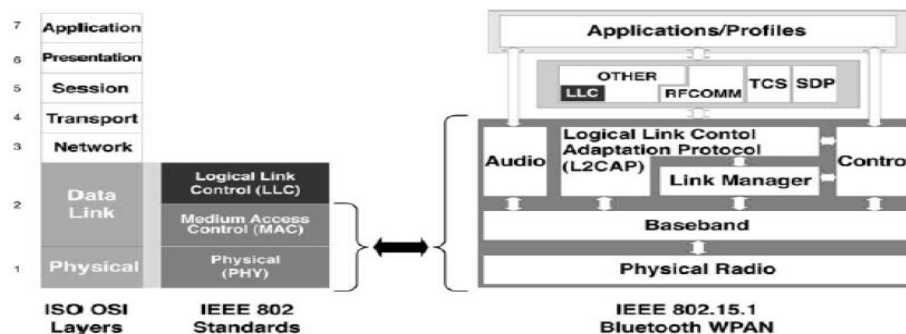 7 Application
6 Presentation
5 Session
4 Transport
3 Network
2 Data
Link
1 Physical
ISO OSI
Layers
Logical Link
Control (LLC)
Medium Access
Control (MAC)
Physical
(PHY)
IEEE 802
Standards
Applications/Profiles
OTHER
LLC
RFCOMM
TCS
SDP
Audio
Logical Link Contol
Adaptation Protocol
(L2CAP)
Link Manager
Control
Baseband
Physical Radio
IEEE 802.15.1
Bluetooth WPAN